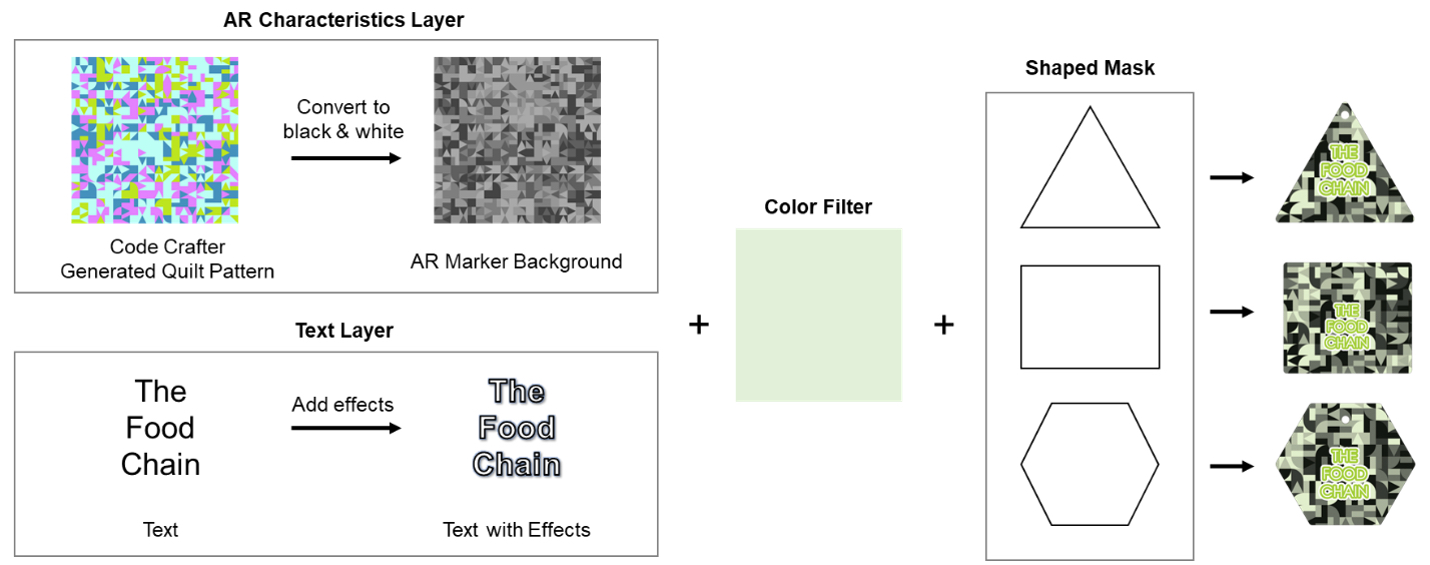 AR Characteristics Layer
Convert to
black & white
Code Crafter
Generated Quilt Pattern
AR Marker Background
Text Layer
The
Food
Chain
Add effects
The
Food
Chain
Text
Text with Effects
+
Color Filter
+
Shaped Mask
THE
FOOD
CHAIN
THE
FOOD
CHAIN
THE
FOOD
CHAIN